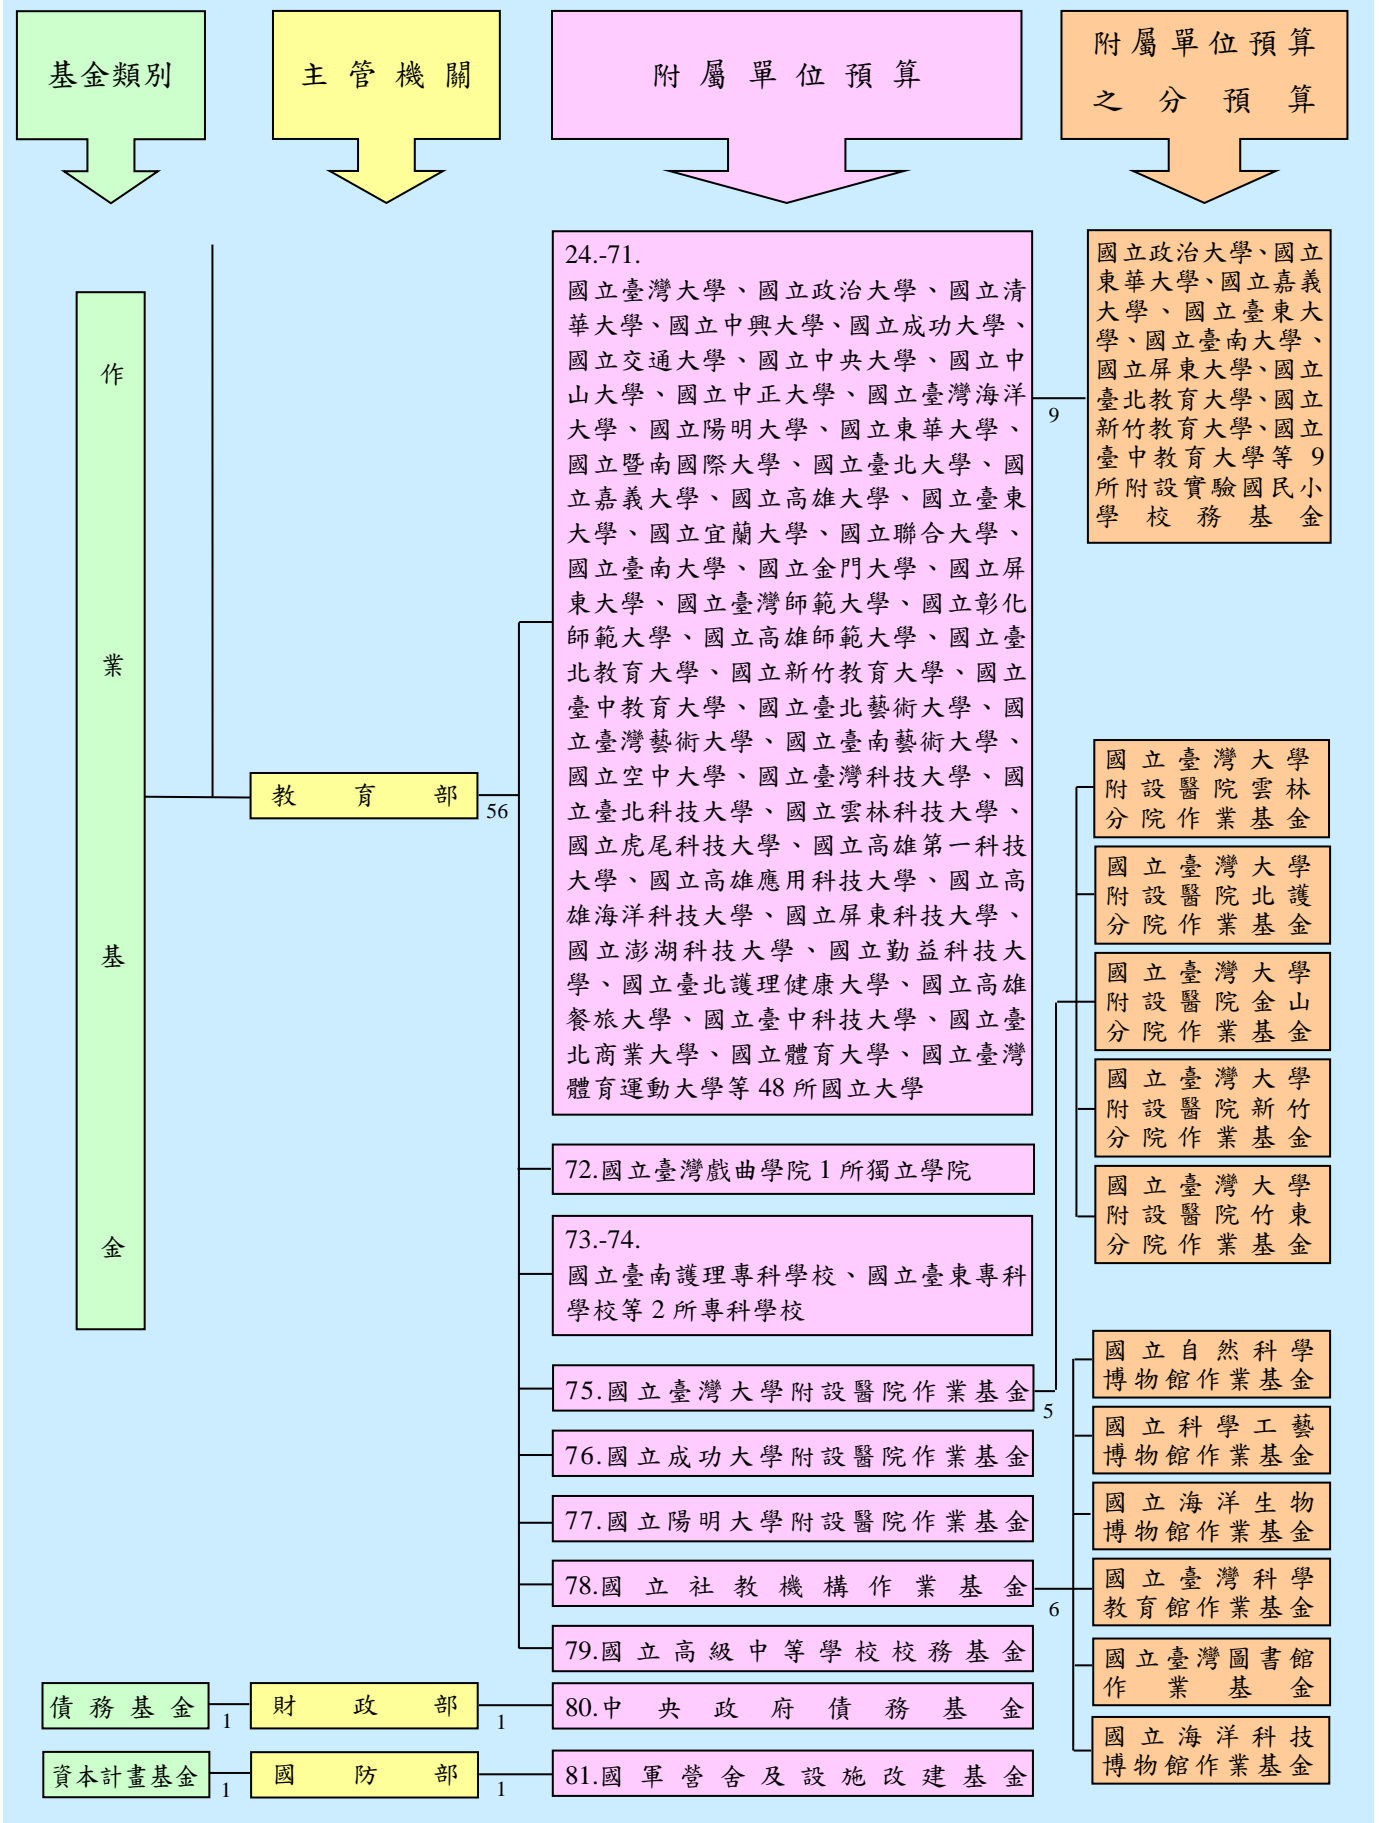 基金類別
主管機關
附屬單位預算
附屬單位預算
之分預算
24.-71.
國立臺灣大學、國立政治大學、國立清
華大學、國立中興大學、國立成功大學、
國立交通大學、國立中央大學、國立中
山大學、國立中正大學、國立臺灣海洋
大學、國立陽明大學、國立東華大學、
國立暨南國際大學、國立臺北大學、國
立嘉義大學、國立高雄大學、國立臺東
大學、國立宜蘭大學、國立聯合大學、
國立臺南大學、國立金門大學、國立屏
東大學、國立臺灣師範大學、國立彰化
師範大學、國立高雄師範大學、國立臺
北教育大學、國立新竹教育大學、國立
臺中教育大學、國立臺北藝術大學、國
立臺灣藝術大學、國立臺南藝術大學、
國立空中大學、國立臺灣科技大學、國
立臺北科技大學、國立雲林科技大學、
國立虎尾科技大學、國立高雄第一科技
大學、國立高雄應用科技大學、國立高
雄海洋科技大學、國立屏東科技大學、
國立澎湖科技大學、國立勤益科技大
學、國立臺北護理健康大學、國立高雄
餐旅大學、國立臺中科技大學、國立臺
北商業大學、國立體育大學、國立臺灣
體育運動大學等 48 所國立大學
9
國立政治大學、國立
東華大學、國立嘉義
大學、國立臺東大
學、國立臺南大學、
國立屏東大學、國立
臺北教育大學、國立
新竹教育大學、國立
臺中教育大學等 9
所附設實驗國民小
學校務基金
作
業
基
金
教育部
56
72.國立臺灣戲曲學院 1 所獨立學院
73.-74.
國立臺南護理專科學校、國立臺東專科
學校等 2 所專科學校
75.國立臺灣大學附設醫院作業基金
5
國立臺灣大學
附設醫院雲林
分院作業基金
國立臺灣大學
附設醫院北護
分院作業基金
國立臺灣大學
附設醫院金山
分院作業基金
國立臺灣大學
附設醫院新竹
分院作業基金
國立臺灣大學
附設醫院竹東
分院作業基金
76.國立成功大學附設醫院作業基金
77.國立陽明大學附設醫院作業基金
78.國立社教機構作業基金
6
國立自然科學
博物館作業基金
國立科學工藝
博物館作業基金
國立海洋生物
博物館作業基金
國立臺灣科學
教育館作業基金
國立臺灣圖書館
作業基金
國立海洋科技
博物館作業基金
79.國立高級中等學校校務基金
債務基金
1
財政部
1
80.中央政府債務基金
資本計畫基金
1
國防部
1
81.國軍營舍及設施改建基金